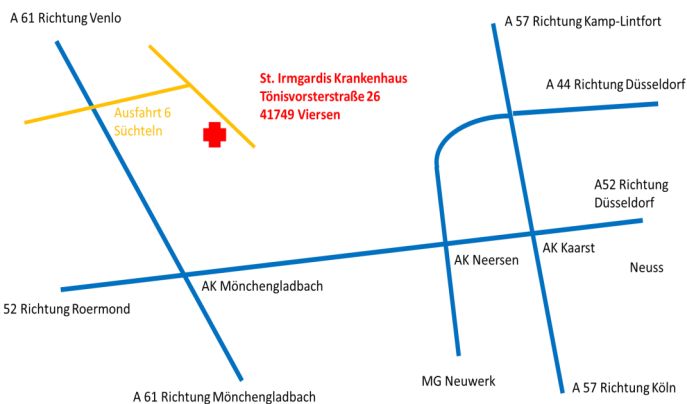 A 61 Richtung Venlo
A 57 Richtung Kamp-Lintfort
St. Irmgardis Krankenhaus
Tönisvorsterstraße 26
41749 Viersen
A 44 Richtung Düsseldorf
Ausfahrt 6
Süchteln
A52 Richtung
Düsseldorf
AK Kaarst
AK Neersen
Neuss
AK Mönchengladbach
52 Richtung Roermond
MG Neuwerk
A 57 Richtung Köln
A 61 Richtung Mönchengladbach